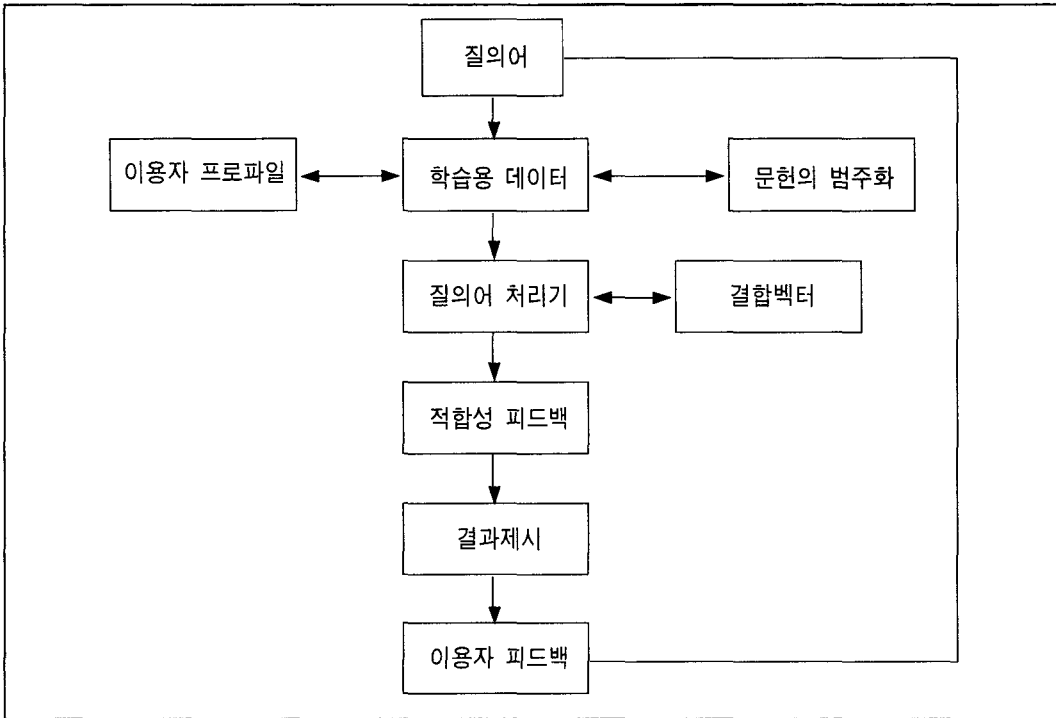 질의어
이용자 프로파일
학습용 데이터
문헌의 범주화
질의어 처리기
결합벡터
적합성 피드백
결과제시
이용자 피드백